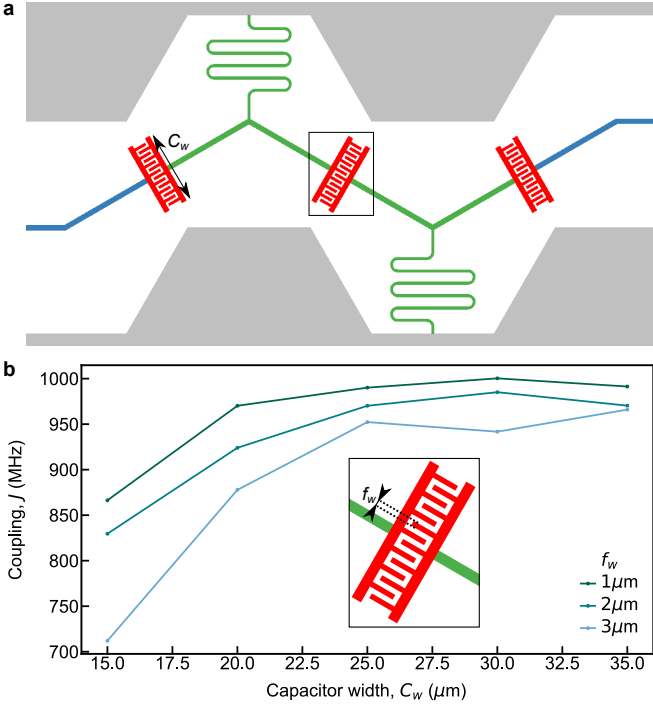 a
C_w
b
1000
950
900
850
800
750
700
Coupling, J (MHz)
f_w
f_w
1μm
2μm
3μm
15.0 17.5 20.0 22.5 25.0 27.5 30.0 32.5 35.0
Capacitor width, C_w (μm)